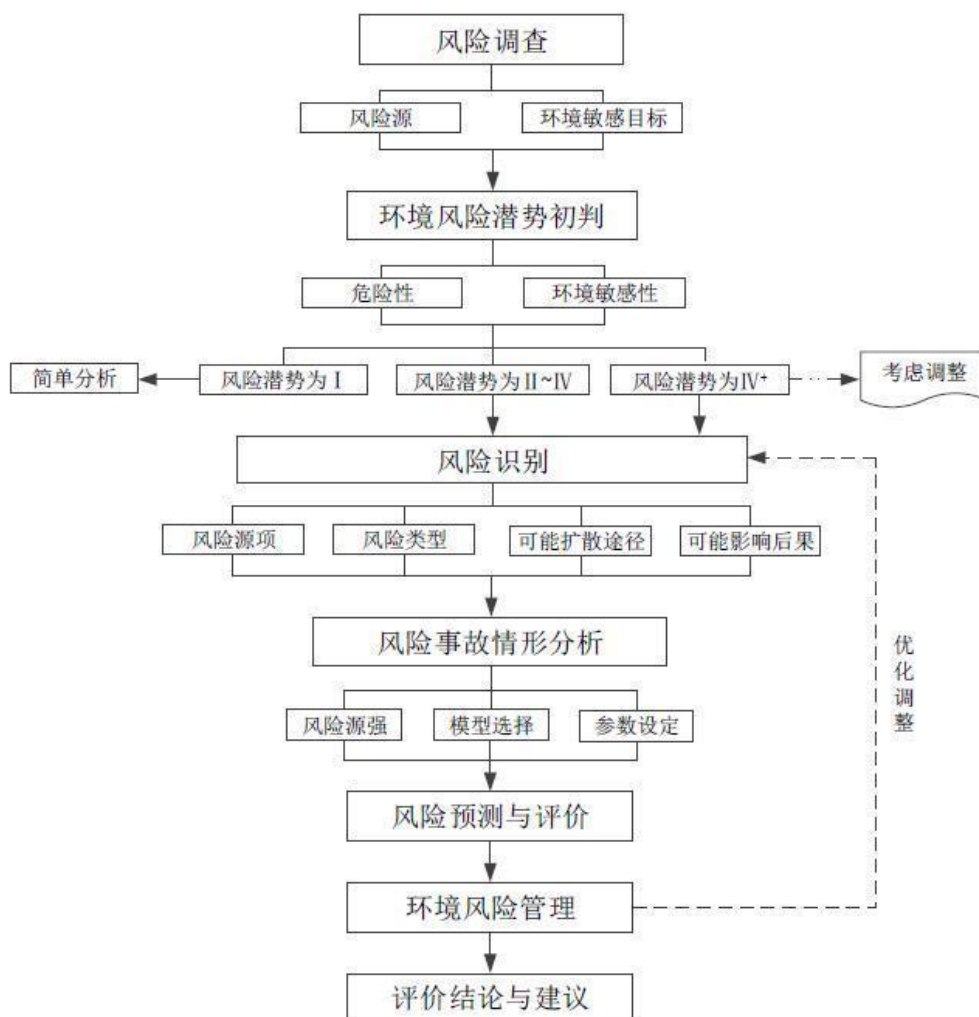 风险调查
风险源
环境敏感目标
环境风险潜势初判
危险性
环境敏感性
简单分析
风险潜势为Ⅰ
风险潜势为Ⅱ~Ⅳ
风险潜势为Ⅳ+
考虑调整
风险识别
风险源项
风险类型
可能扩散途径
可能影响后果
风险事故情形分析
优化调整
风险源强
模型选择
参数设定
风险预测与评价
环境风险管理
评价结论与建议